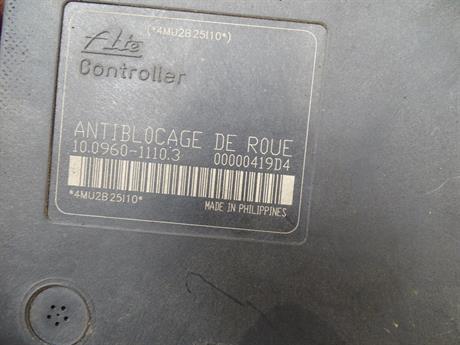 (*4MU2B25I10*)
Ate
Controller
ANTIBLOCAGE DE ROUE
10.0960-1110.3 00000419D4
*4MU2B25I10*
MADE IN PHILIPPINES